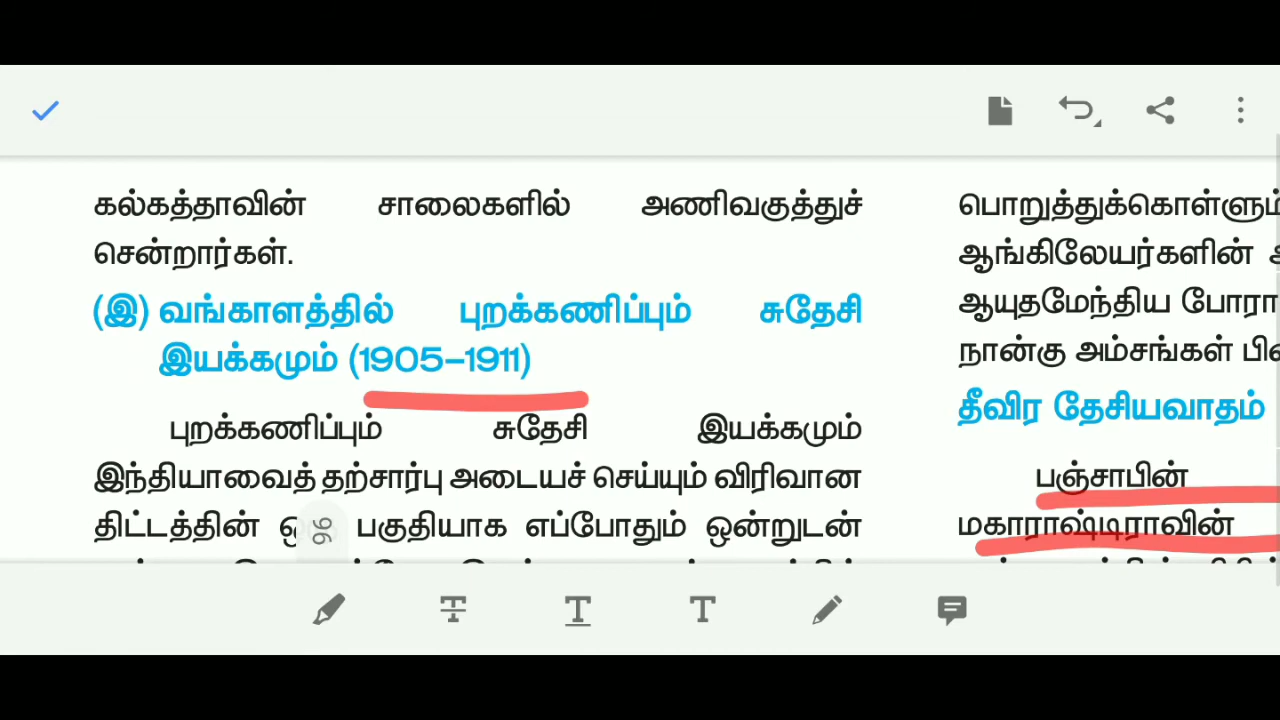 கல்கத்தாவின் சாலைகளில் அணிவகுத்துச்
சென்றார்கள்.
(இ) வங்காளத்தில் புறக்கணிப்பும் சுதேசி
இயக்கமும் (1905–1911)
புறக்கணிப்பும் சுதேசி இயக்கமும்
இந்தியாவைத் தற்சார்பு அடையச் செய்யும் விரிவான
திட்டத்தின் பகுதியாக எப்போதும் ஒன்றுடன்
96
பொறுத்துக்கொள்ளும்
ஆங்கிலேயர்களின்
ஆயுதமேந்திய போரா
நான்கு அம்சங்கள் பின்
தீவிர தேசியவாதம்
பஞ்சாபின்
மகாராஷ்டிராவின்